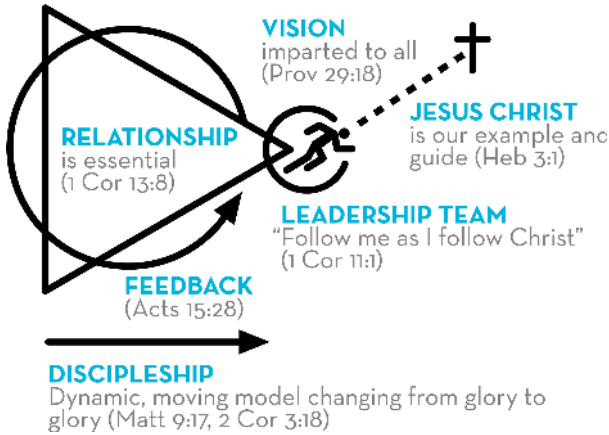 VISION
imparted to all
(Prov 29:18)
JESUS CHRIST
is our example and
guide (Heb 3:1)
RELATIONSHIP
is essential
(1 Cor 13:8)
LEADERSHIP TEAM
“Follow me as I follow Christ”
(1 Cor 11:1)
FEEDBACK
(Acts 15:28)
DISCIPLESHIP
Dynamic, moving model changing from glory to
glory (Matt 9:17, 2 Cor 3:18)